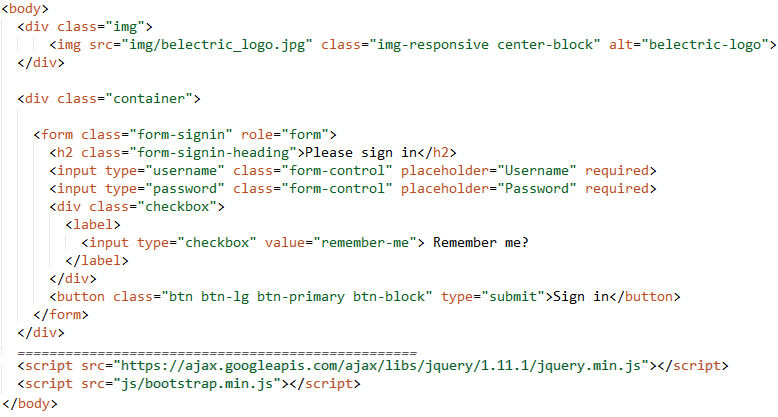 <body>
<div class="img">
<img src="img/belectric_logo.jpg" class="img-responsive center-block" alt="belectric-logo">
</div>
<div class="container">
<form class="form-signin" role="form">
<h2 class="form-signin-heading">Please sign in</h2>
<input type="username" class="form-control" placeholder="Username" required>
<input type="password" class="form-control" placeholder="Password" required>
<div class="checkbox">
<label>
<input type="checkbox" value="remember-me"> Remember me?
</label>
</div>
<button class="btn btn-lg btn-primary btn-block" type="submit">Sign in</button>
</form>
</div>
==================================================
<script src="https://ajax.googleapis.com/ajax/libs/jquery/1.11.1/jquery.min.js"></script>
<script src="js/bootstrap.min.js"></script>
</body>